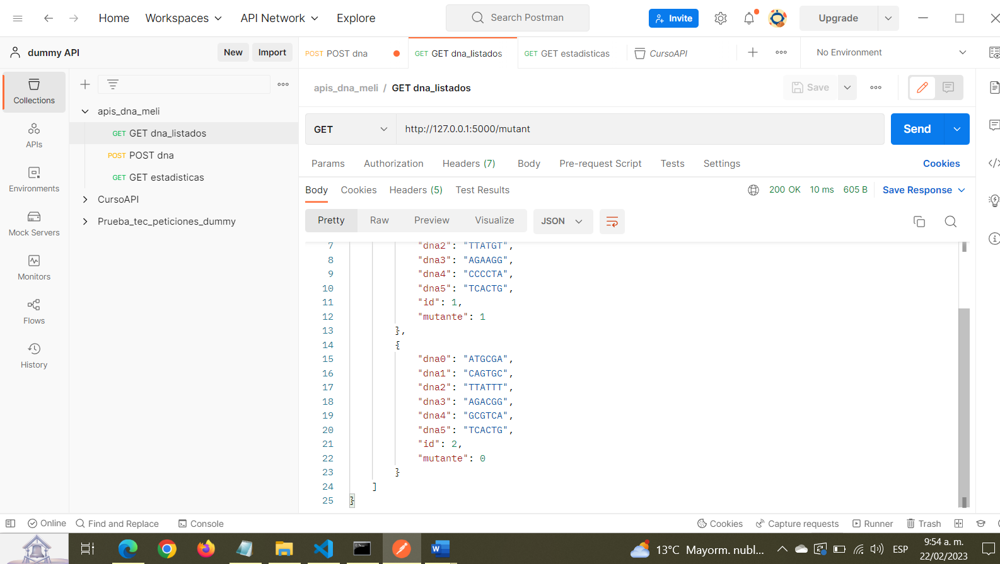 Home Workspaces API Network Explore Search Postman Invite Upgrade
dummy API New Import POST POST dna GET GET dna_listados GET GET estadisticas CursoAPI No Environment
Collections
APIs
Environments
Mock Servers
Monitors
Flows
History
apis_dna_meli
GET GET dna_listados
POST POST dna
GET GET estadisticas
CursoAPI
Prueba_tec_peticiones_dummy
apis_dna_meli / GET dna_listados Save
GET http://127.0.0.1:5000/mutant Send
Params Authorization Headers (7) Body Pre-request Script Tests Settings Cookies
Body Cookies Headers (5) Test Results 200 OK 10 ms 605 B Save Response
Pretty Raw Preview Visualize JSON
7 "dna2": "TTATGT",
8 "dna3": "AGAAGG",
9 "dna4": "CCCCTA",
10 "dna5": "TCACTG",
11 "id": 1,
12 "mutante": 1
13 },
14 {
15 "dna0": "ATGCGA",
16 "dna1": "CAGTGC",
17 "dna2": "TTATTT",
18 "dna3": "AGACGG",
19 "dna4": "GCGTCA",
20 "dna5": "TCACTG",
21 "id": 2,
22 "mutante": 0
23 }
24 ]
25 }
Online Find and Replace Console Cookies Capture requests Runner Trash
13°C Mayorm. nubl... ESP 9:54 a. m.
22/02/2023